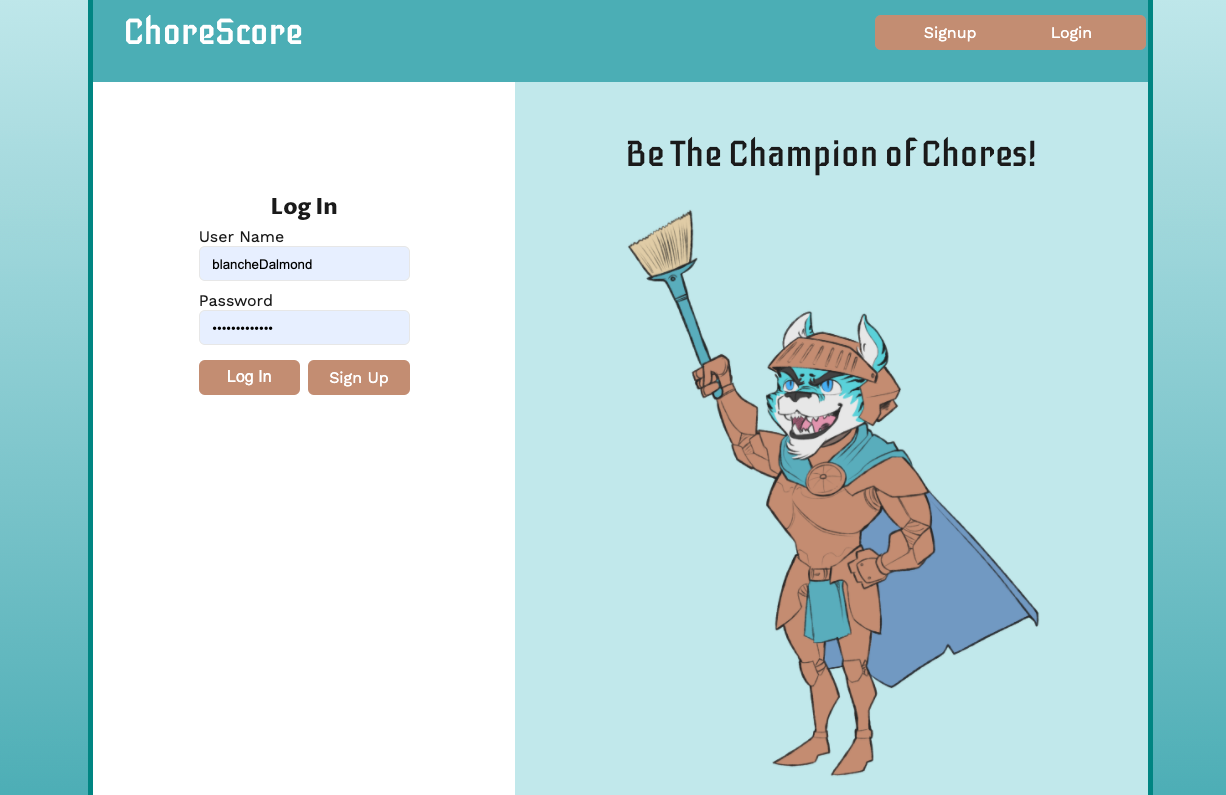 ChoreScore
Signup Login
Be The Champion of Chores!
Log In
User Name
blancheDalmond
Password
•••••••••••••
Log In Sign Up